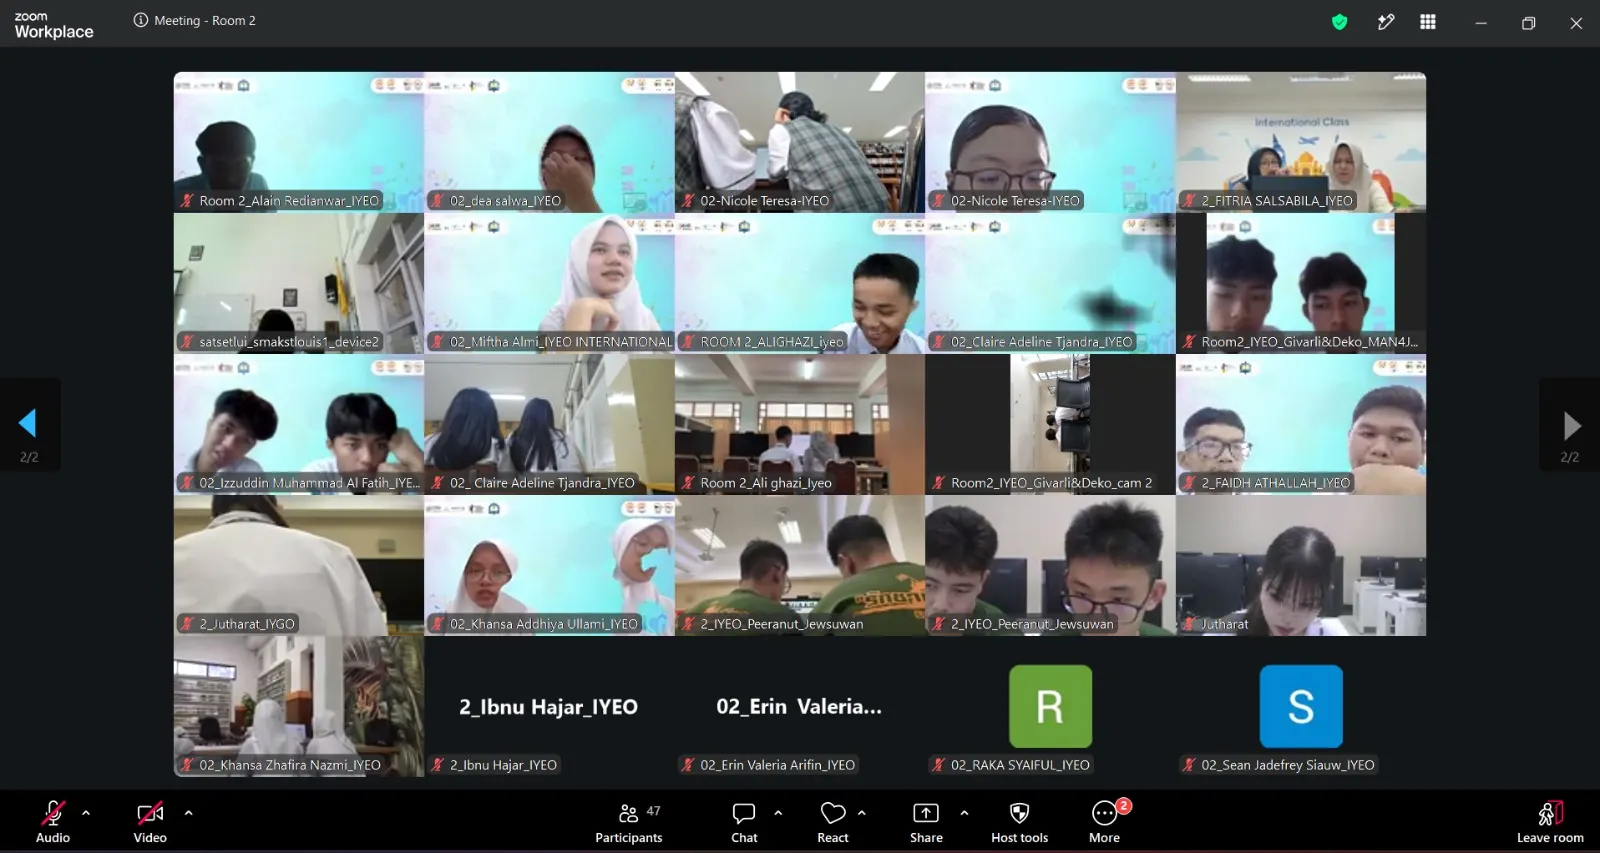 zoom
Workplace
Meeting - Room 2
Room 2_Alain Redianwar_IYEO
02_dea salwa_IYEO
02-Nicole Teresa-IYEO
02-Nicole Teresa-IYEO
International Class
2_FITRIA SALSABILA_IYEO
satsetlui_smakstlouis1_device2
02_Miftha Almi_IYEO INTERNATIONAL
ROOM 2_ALIGHAZI_iyeo
02_Claire Adeline Tjandra_IYEO
Room2_IYEO_Givarli&Deko_MAN4J...
02_Izzuddin Muhammad Al Fatih_IYE...
02_ Claire Adeline Tjandra_IYEO
Room 2_Ali ghazi_Iyeo
Room2_IYEO_Givarli&Deko_cam 2
2_FAIDH ATHALLAH_IYEO
2/2
2/2
2_Jutharat_IYGO
02_Khansa Addhiya Ullami_IYEO
2_IYEO_Peeranut_Jewsuwan
2_IYEO_Peeranut_Jewsuwan
Jutharat
02_Khansa Zhafira Nazmi_IYEO
2_Ibnu Hajar_IYEO
2_Ibnu Hajar_IYEO
02_Erin Valeria...
02_Erin Valeria Arifin_IYEO
R
02_RAKA SYAIFUL_IYEO
S
02_Sean Jadefrey Siauw_IYEO
Audio
Video
Participants
47
Chat
React
Share
Host tools
More
2
Leave room